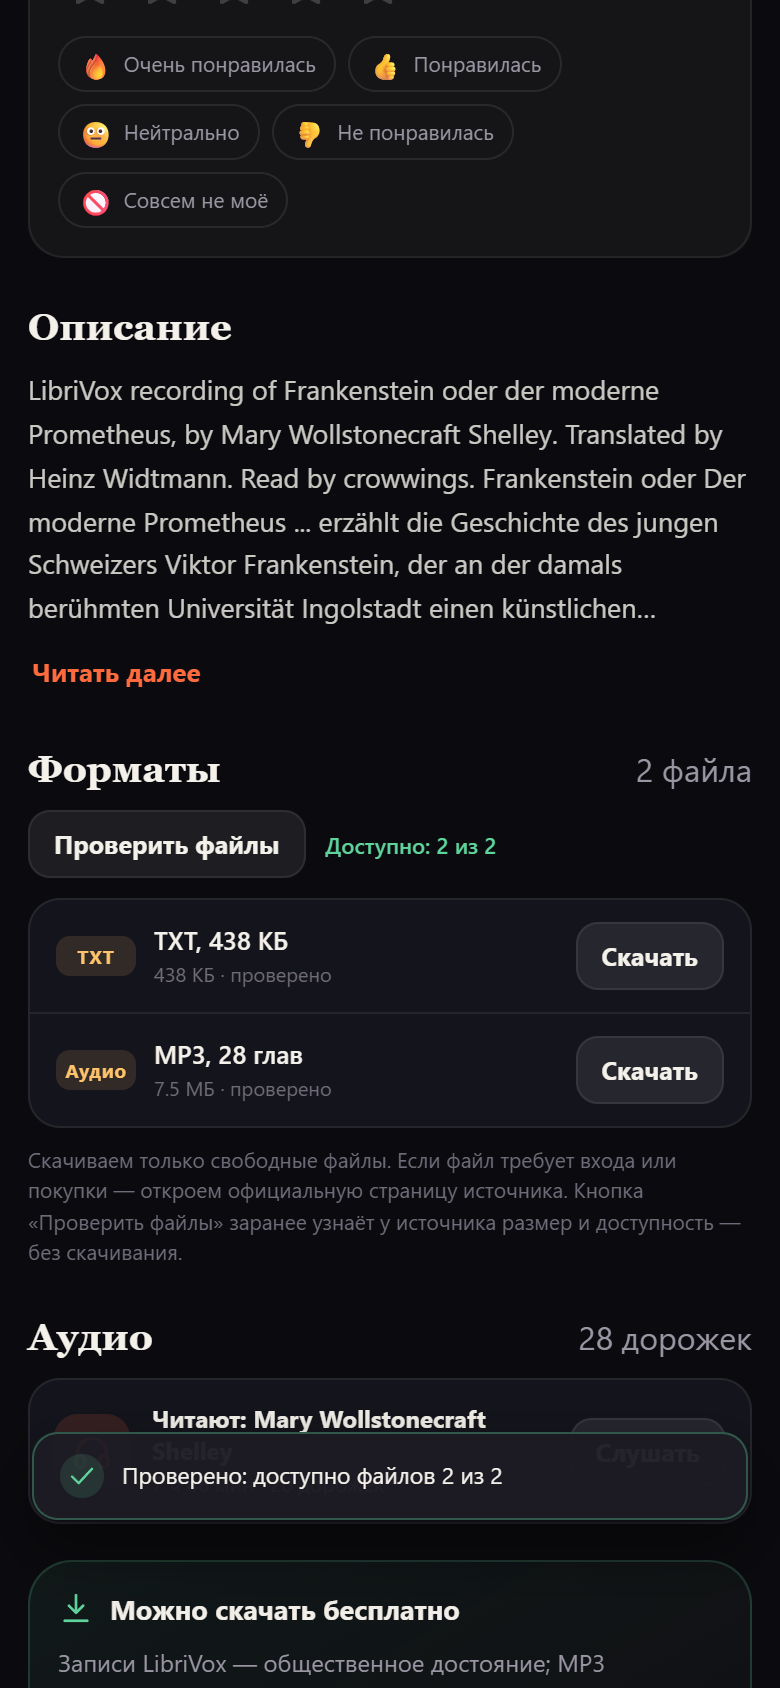 Очень понравилась
Понравилась
Нейтрально
Не понравилась
Совсем не моё
Описание
LibriVox recording of Frankenstein oder der moderne
Prometheus, by Mary Wollstonecraft Shelley. Translated by
Heinz Widtmann. Read by crowwings. Frankenstein oder Der
moderne Prometheus ... erzählt die Geschichte des jungen
Schweizers Viktor Frankenstein, der an der damals
berühmten Universität Ingolstadt einen künstlichen...
Читать далее
Форматы
2 файла
Проверить файлы
Доступно: 2 из 2
TXT
TXT, 438 КБ
438 КБ · проверено
Скачать
Аудио
MP3, 28 глав
7.5 МБ · проверено
Скачать
Скачиваем только свободные файлы. Если файл требует входа или
покупки — откроем официальную страницу источника. Кнопка
«Проверить файлы» заранее узнаёт у источника размер и доступность —
без скачивания.
Аудио
28 дорожек
Читают: Mary Wollstonecraft
Shelley
Слушать
Проверено: доступно файлов 2 из 2
Можно скачать бесплатно
Записи LibriVox — общественное достояние; MP3